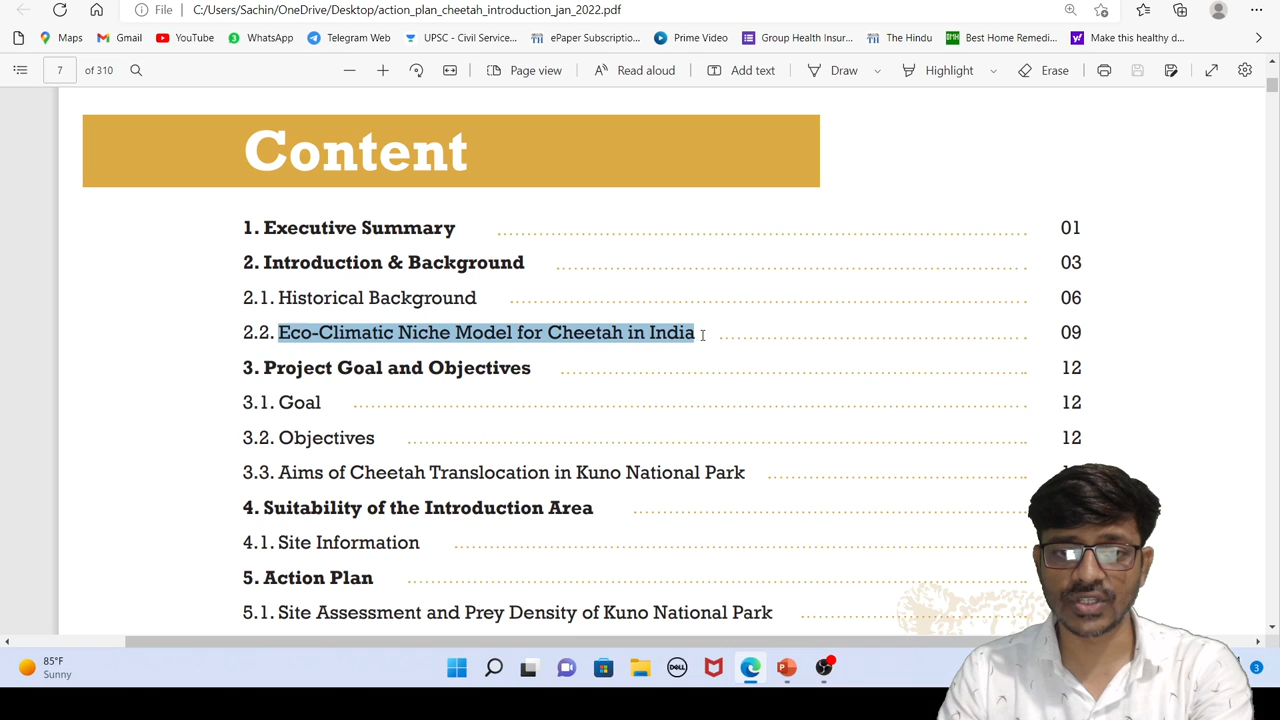 File C:/Users/Sachin/OneDrive/Desktop/action_plan_cheetah_introduction_jan_2022.pdf
Maps Gmail YouTube WhatsApp Telegram Web UPSC - Civil Service... ePaper Subscriptio... Prime Video Group Health Insur... The Hindu Best Home Remedi... Make this healthy d...
7 of 310 Page view Read aloud Add text Draw Highlight Erase
Content
1. Executive Summary 01
2. Introduction & Background 03
2.1. Historical Background 06
2.2. Eco-Climatic Niche Model for Cheetah in India 09
3. Project Goal and Objectives 12
3.1. Goal 12
3.2. Objectives 12
3.3. Aims of Cheetah Translocation in Kuno National Park
4. Suitability of the Introduction Area
4.1. Site Information
5. Action Plan
5.1. Site Assessment and Prey Density of Kuno National Park
85°F
Sunny
DELL
3